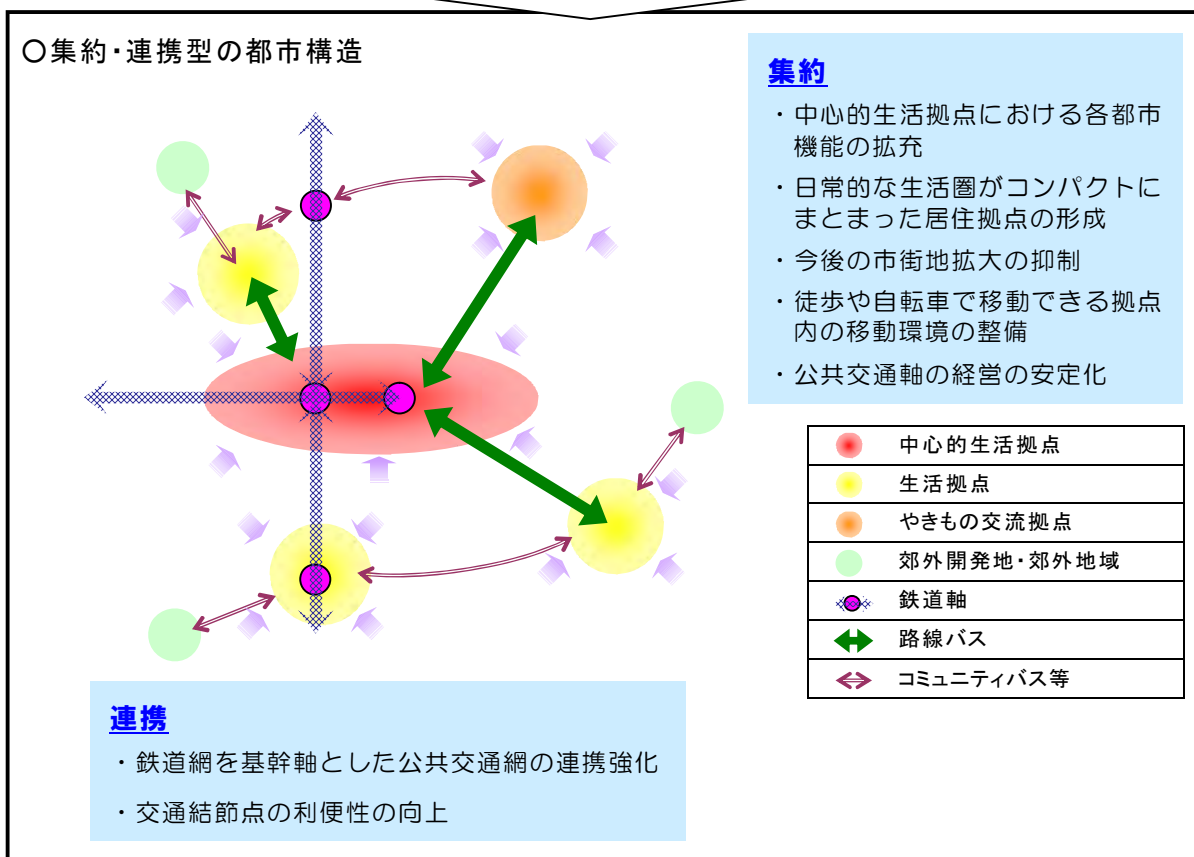 〇集約・連携型の都市構造
集約
・中心的生活拠点における各都市
機能の拡充
・日常的な生活圏がコンパクトに
まとまった居住拠点の形成
・今後の市街地拡大の抑制
・徒歩や自転車で移動できる拠点
内の移動環境の整備
・公共交通軸の経営の安定化
中心的生活拠点
生活拠点
やきもの交流拠点
郊外開発地・郊外地域
鉄道軸
路線バス
コミュニティバス等
連携
・鉄道網を基幹軸とした公共交通網の連携強化
・交通結節点の利便性の向上